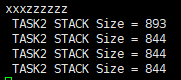 xxxzzzzzz
TASK2 STACK Size = 893
TASK2 STACK Size = 844
TASK2 STACK Size = 844
TASK2 STACK Size = 844